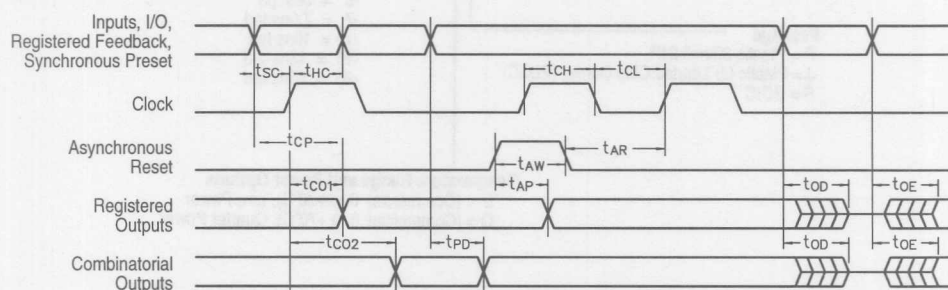 Inputs, I/O,
Registered Feedback,
Synchronous Preset
tSC
tHC
tCH
tCL
Clock
tCP
Asynchronous
Reset
tAW
tAR
tCO1
tAP
tOD
tOE
Registered
Outputs
tCO2
tPD
tOD
tOE
Combinatorial
Outputs